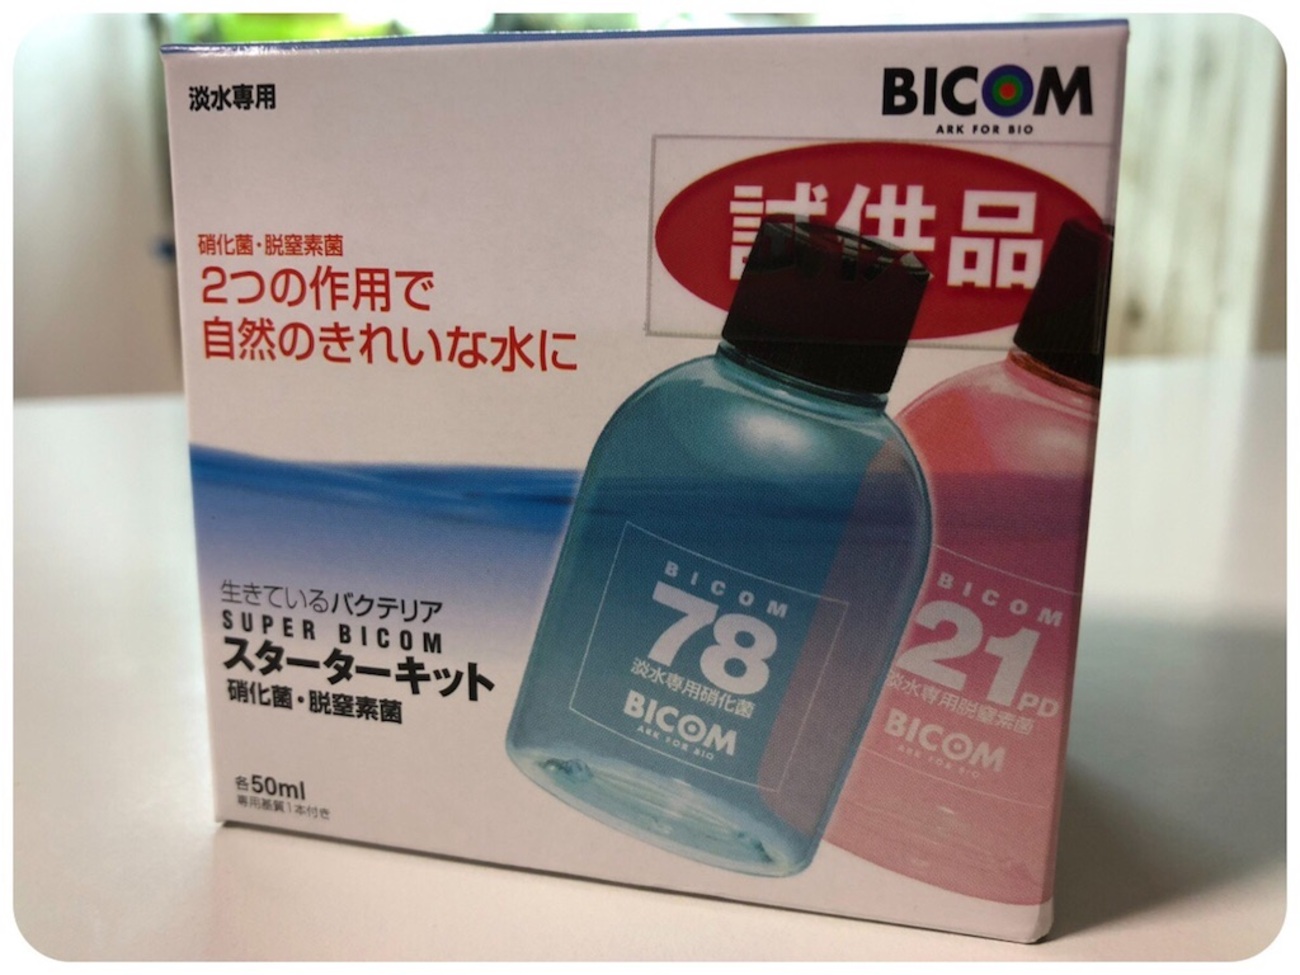 淡水専用
BICOM
ARK FOR BIO
試供品
硝化菌・脱窒素菌
2つの作用で
自然のきれいな水に
生きているバクテリア
SUPER BICOM
スターターキット
硝化菌・脱窒素菌
各50ml
専用基質1本付き
BICOM
78
淡水専用硝化菌
BICOM
ARK FOR BIO
BICOM
21PD
淡水専用脱窒素菌
BICOM
ARK FOR BIO